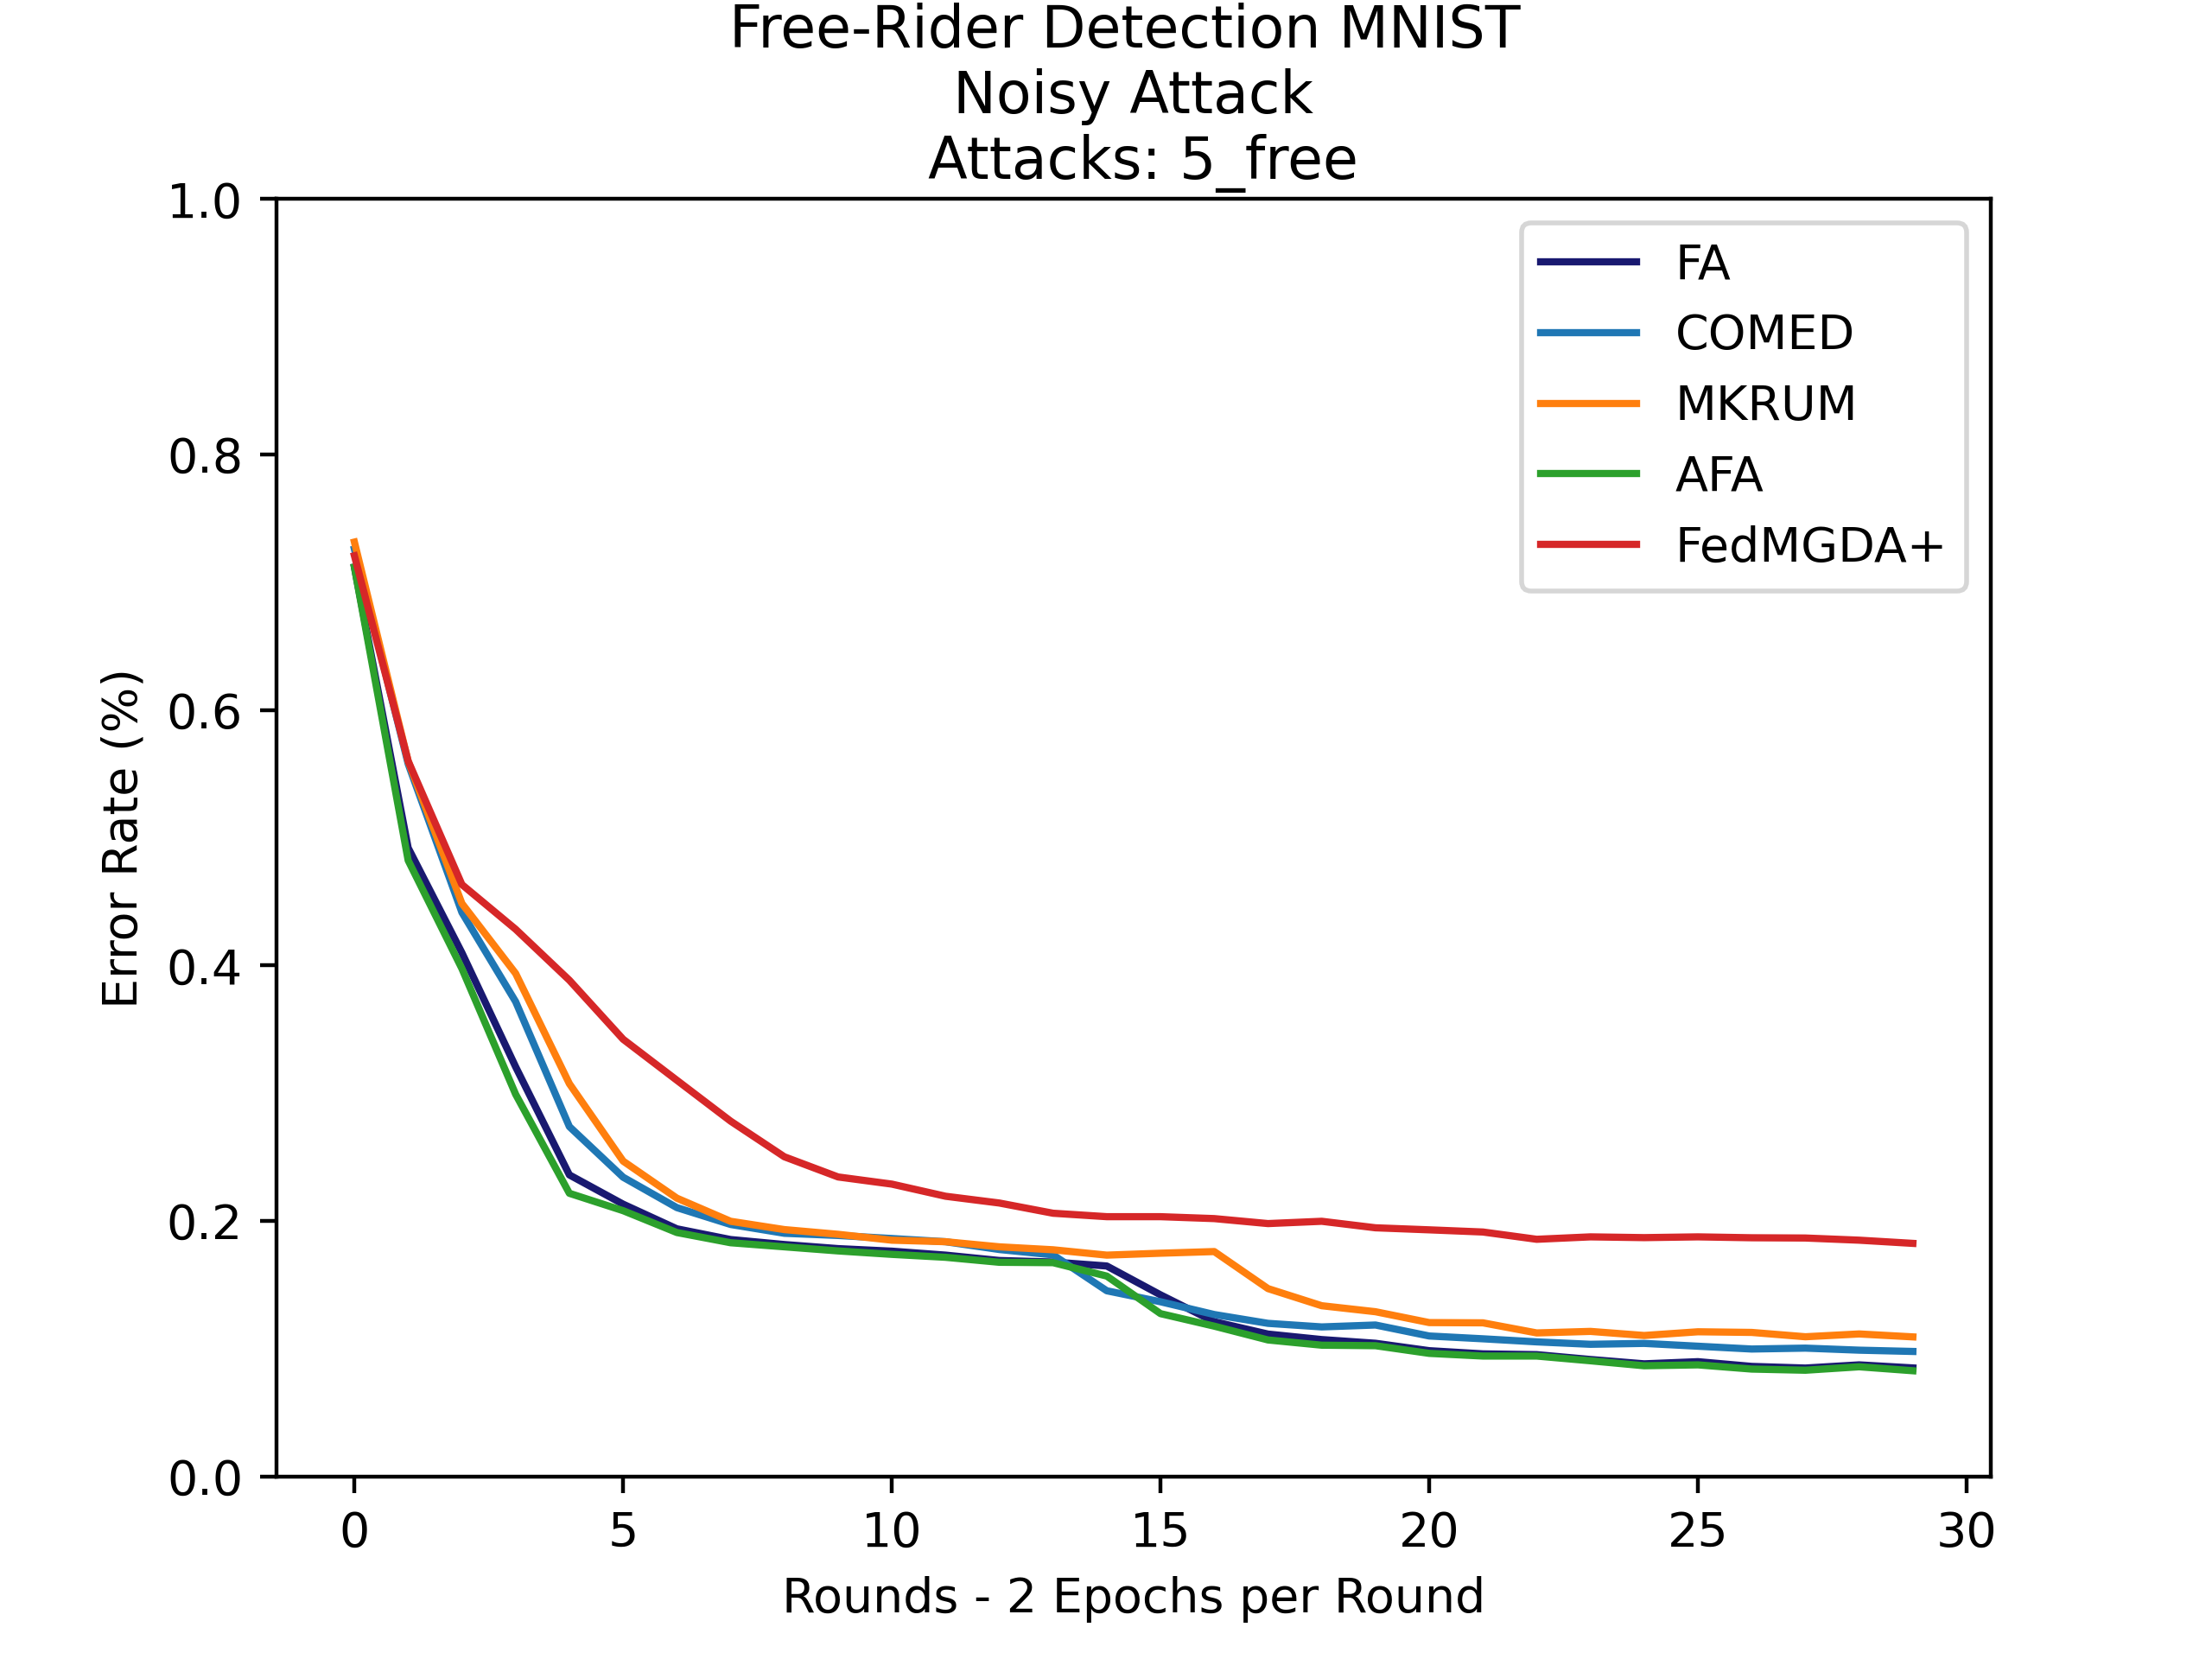 Free-Rider Detection MNIST
Noisy Attack
Attacks: 5_free
1.0
0.8
0.6
0.4
0.2
0.0
Error Rate (%)
FA
COMED
MKRUM
AFA
FedMGDA+
0 5 10 15 20 25 30
Rounds - 2 Epochs per Round